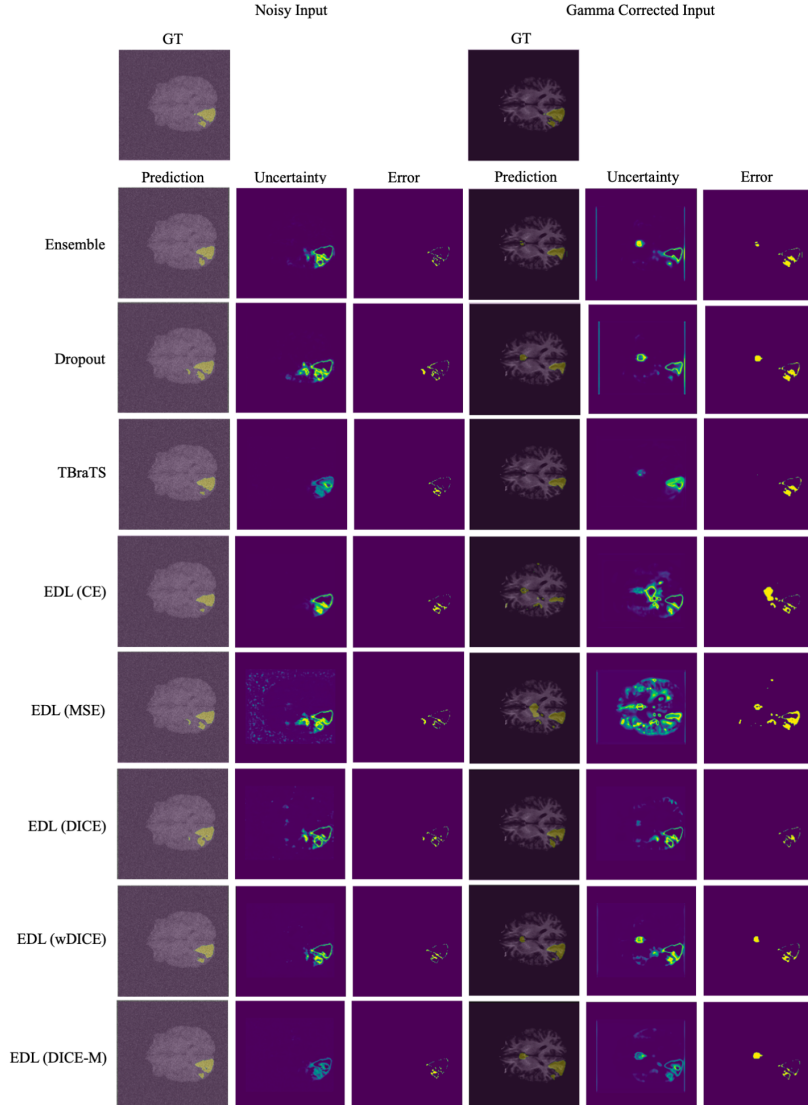 Noisy Input Gamma Corrected Input
GT GT
Prediction Uncertainty Error Prediction Uncertainty Error
Ensemble
Dropout
TBraTS
EDL (CE)
EDL (MSE)
EDL (DICE)
EDL (wDICE)
EDL (DICE-M)